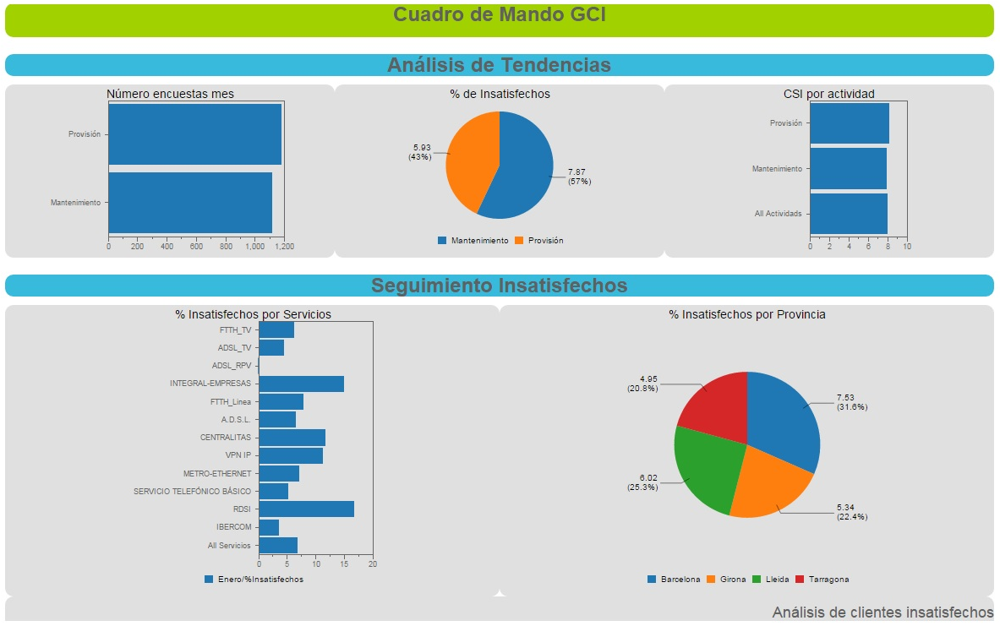 Cuadro de Mando GCI
Análisis de Tendencias
Número encuestas mes
Provisión
Mantenimiento
0 200 400 600 800 1,000 1,200
% de Insatisfechos
5.93
(43%)
7.87
(57%)
Mantenimiento Provisión
CSI por actividad
Provisión
Mantenimiento
All Actividads
0 2 4 6 8 10
Seguimiento Insatisfechos
% Insatisfechos por Servicios
FTTH_TV
ADSL_TV
ADSL_RPV
INTEGRAL-EMPRESAS
FTTH_Linea
A.D.S.L.
CENTRALITAS
VPN IP
METRO-ETHERNET
SERVICIO TELEFÓNICO BÁSICO
RDSI
IBERCOM
All Servicios
0 5 10 15 20
Enero/%Insatisfechos
% Insatisfechos por Provincia
4.95
(20.8%)
7.53
(31.6%)
6.02
(25.3%)
5.34
(22.4%)
Barcelona Girona Lleida Tarragona
Análisis de clientes insatisfechos